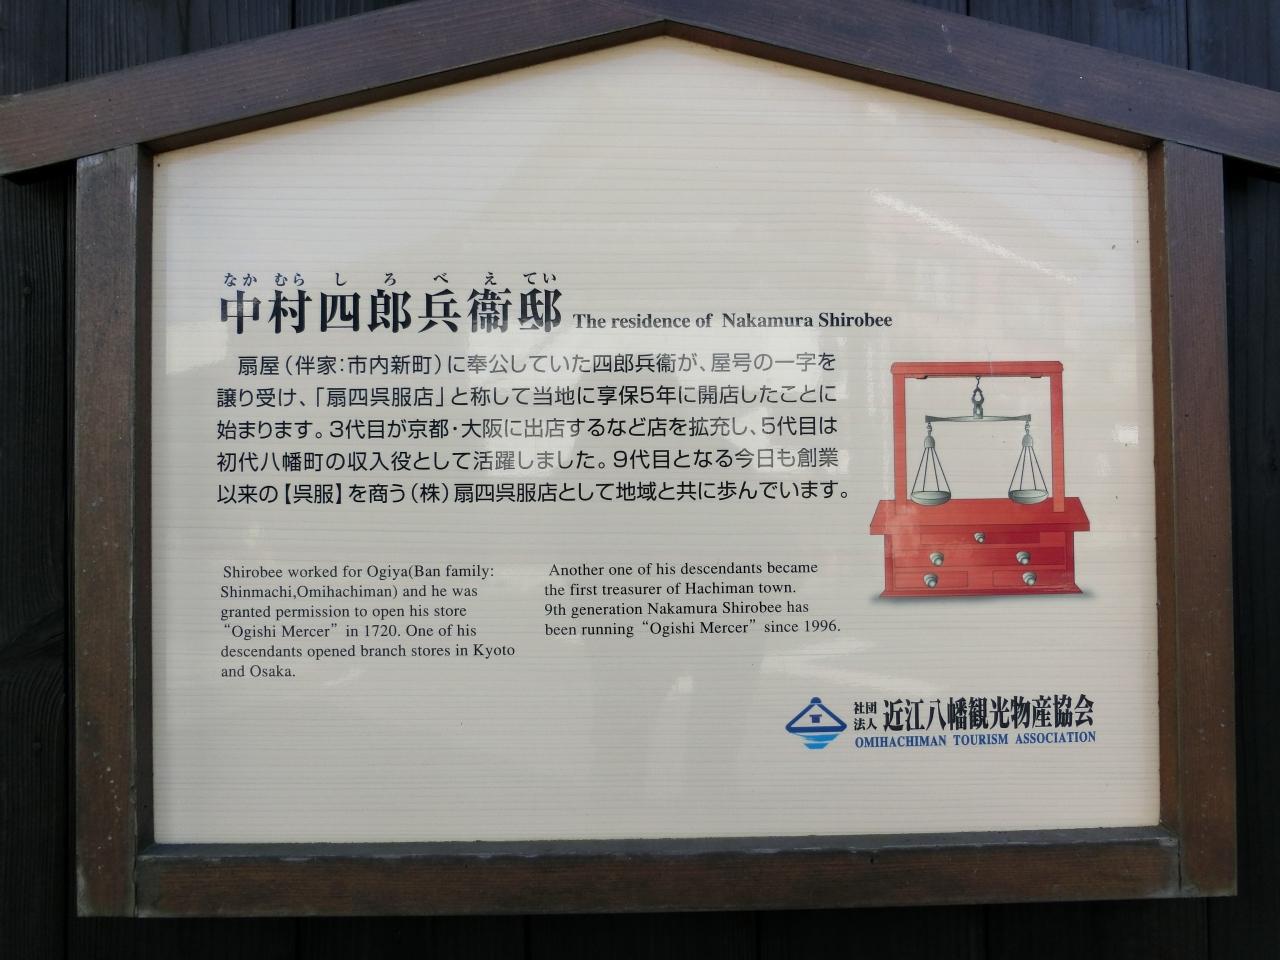 なか むら し ろ べ え てい
中村四郎兵衞邸 The residence of Nakamura Shirobee
扇屋(伴家:市内新町)に奉公していた四郎兵衞が、屋号の一字を
譲り受け、「扇四呉服店」と称して当地に享保5年に開店したことに
始まります。3代目が京都・大阪に出店するなど店を拡充し、5代目は
初代八幡町の収入役として活躍しました。9代目となる今日も創業
以来の【呉服】を商う(株)扇四呉服店として地域と共に歩んでいます。
Shirobee worked for Ogiya(Ban family:
Shinmachi,Omihachiman) and he was
granted permission to open his store
“Ogishi Mercer” in 1720. One of his
descendants opened branch stores in Kyoto
and Osaka.
Another one of his descendants became
the first treasurer of Hachiman town.
9th generation Nakamura Shirobee has
been running “Ogishi Mercer” since 1996.
社団法人 近江八幡観光物産協会
OMIHACHIMAN TOURISM ASSOCIATION